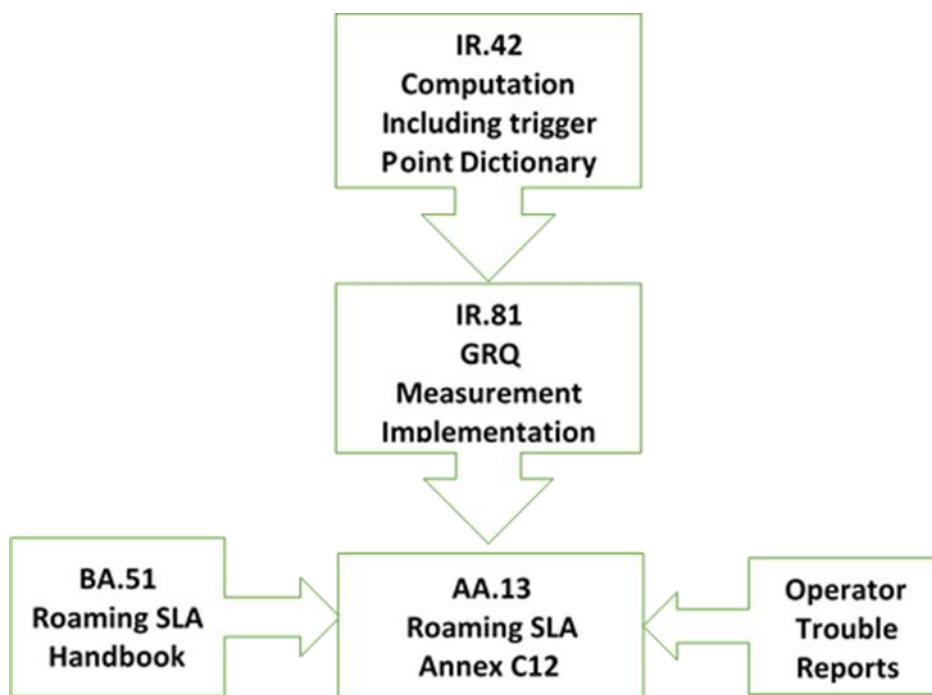 IR.42
Computation
Including trigger
Point Dictionary
IR.81
GRQ
Measurement
Implementation
BA.51
Roaming SLA
Handbook
AA.13
Roaming SLA
Annex C12
Operator
Trouble
Reports